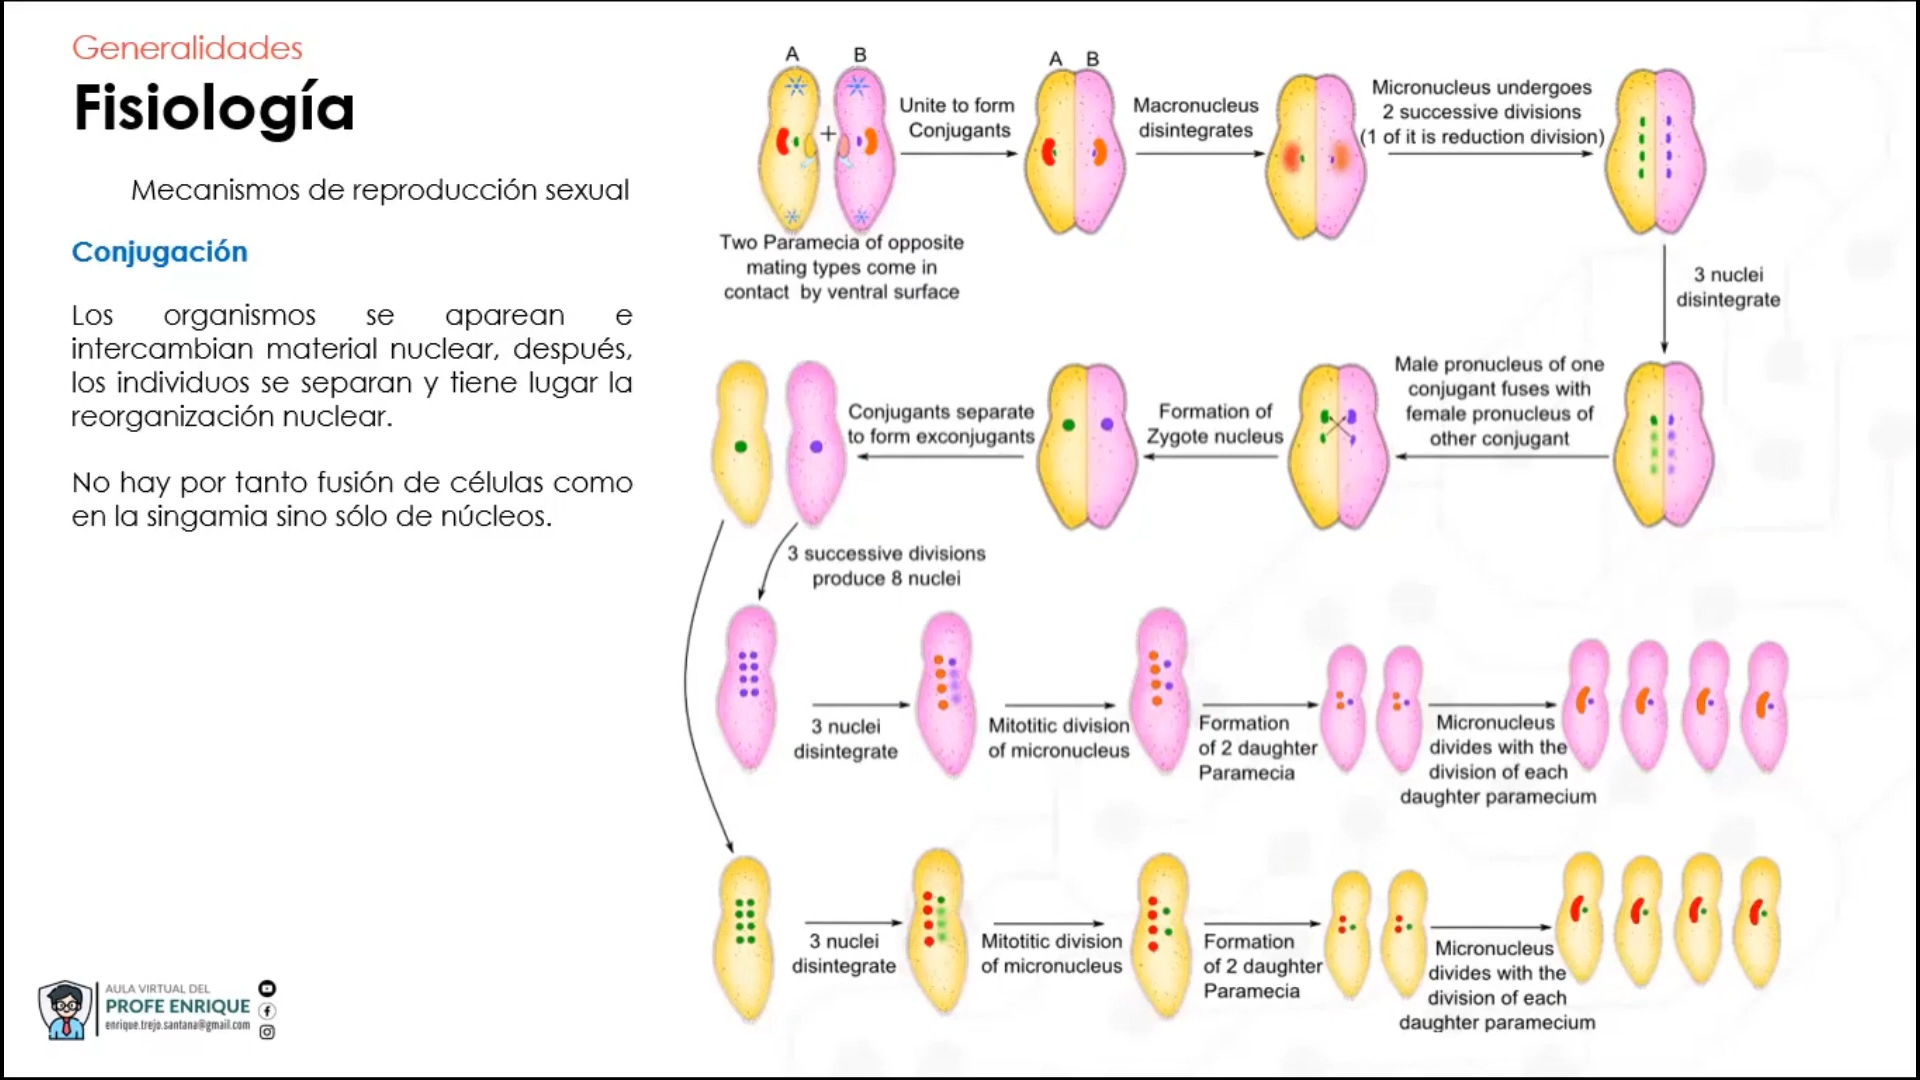 Generalidades
Fisiología
Mecanismos de reproducción sexual
Conjugación
Los organismos se aparean e
intercambian material nuclear, después,
los individuos se separan y tiene lugar la
reorganización nuclear.
No hay por tanto fusión de células como
en la singamia sino sólo de núcleos.
A
B
+
Two Paramecia of opposite
mating types come in
contact by ventral surface
Unite to form
Conjugants
A B
Macronucleus
disintegrates
Micronucleus undergoes
2 successive divisions
(1 of it is reduction division)
3 nuclei
disintegrate
Male pronucleus of one
conjugant fuses with
female pronucleus of
other conjugant
Formation of
Zygote nucleus
Conjugants separate
to form exconjugants
3 successive divisions
produce 8 nuclei
3 nuclei
disintegrate
Mitotitic division
of micronucleus
Formation
of 2 daughter
Paramecia
Micronucleus
divides with the
division of each
daughter paramecium
3 nuclei
disintegrate
Mitotitic division
of micronucleus
Formation
of 2 daughter
Paramecia
Micronucleus
divides with the
division of each
daughter paramecium
AULA VIRTUAL DEL
PROFE ENRIQUE
enrique.trejo.santana@gmail.com